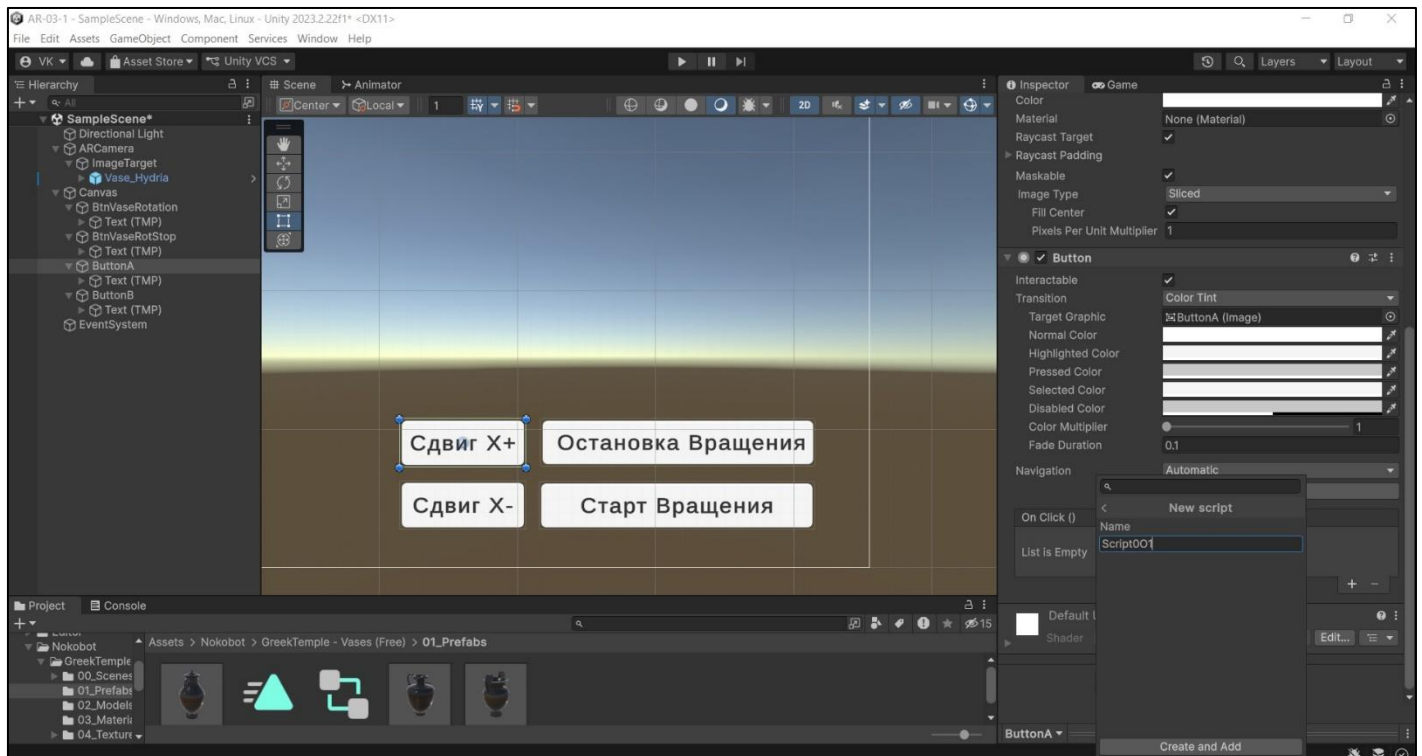 AR-03-1 - SampleScene - Windows, Mac, Linux - Unity 2023.2.22f1* <DX11>
File Edit Assets GameObject Component Services Window Help
VK Asset Store Unity VCS Layers Layout
Hierarchy
All
SampleScene*
Directional Light
ARCamera
ImageTarget
Vase_Hydria
Canvas
BtnVaseRotation
Text (TMP)
BtnVaseRotStop
Text (TMP)
ButtonA
Text (TMP)
ButtonB
Text (TMP)
EventSystem
Scene Animator
Center Local 1 2D
Сдвиг X+ Остановка Вращения
Сдвиг X- Старт Вращения
Inspector Game
Color
Material None (Material)
Raycast Target
Raycast Padding
Maskable
Image Type Sliced
Fill Center
Pixels Per Unit Multiplier 1
Button
Interactable
Transition Color Tint
Target Graphic ButtonA (Image)
Normal Color
Highlighted Color
Pressed Color
Selected Color
Disabled Color
Color Multiplier 1
Fade Duration 0.1
Navigation Automatic
On Click ()
List is Empty
New script
Name
Script0O1
Create and Add
Default
Shader Edit...
ButtonA
Project Console
15
Nokobot
GreekTemple
00_Scenes
01_Prefabs
02_Models
03_Materia
04_Texture
Assets > Nokobot > GreekTemple - Vases (Free) > 01_Prefabs